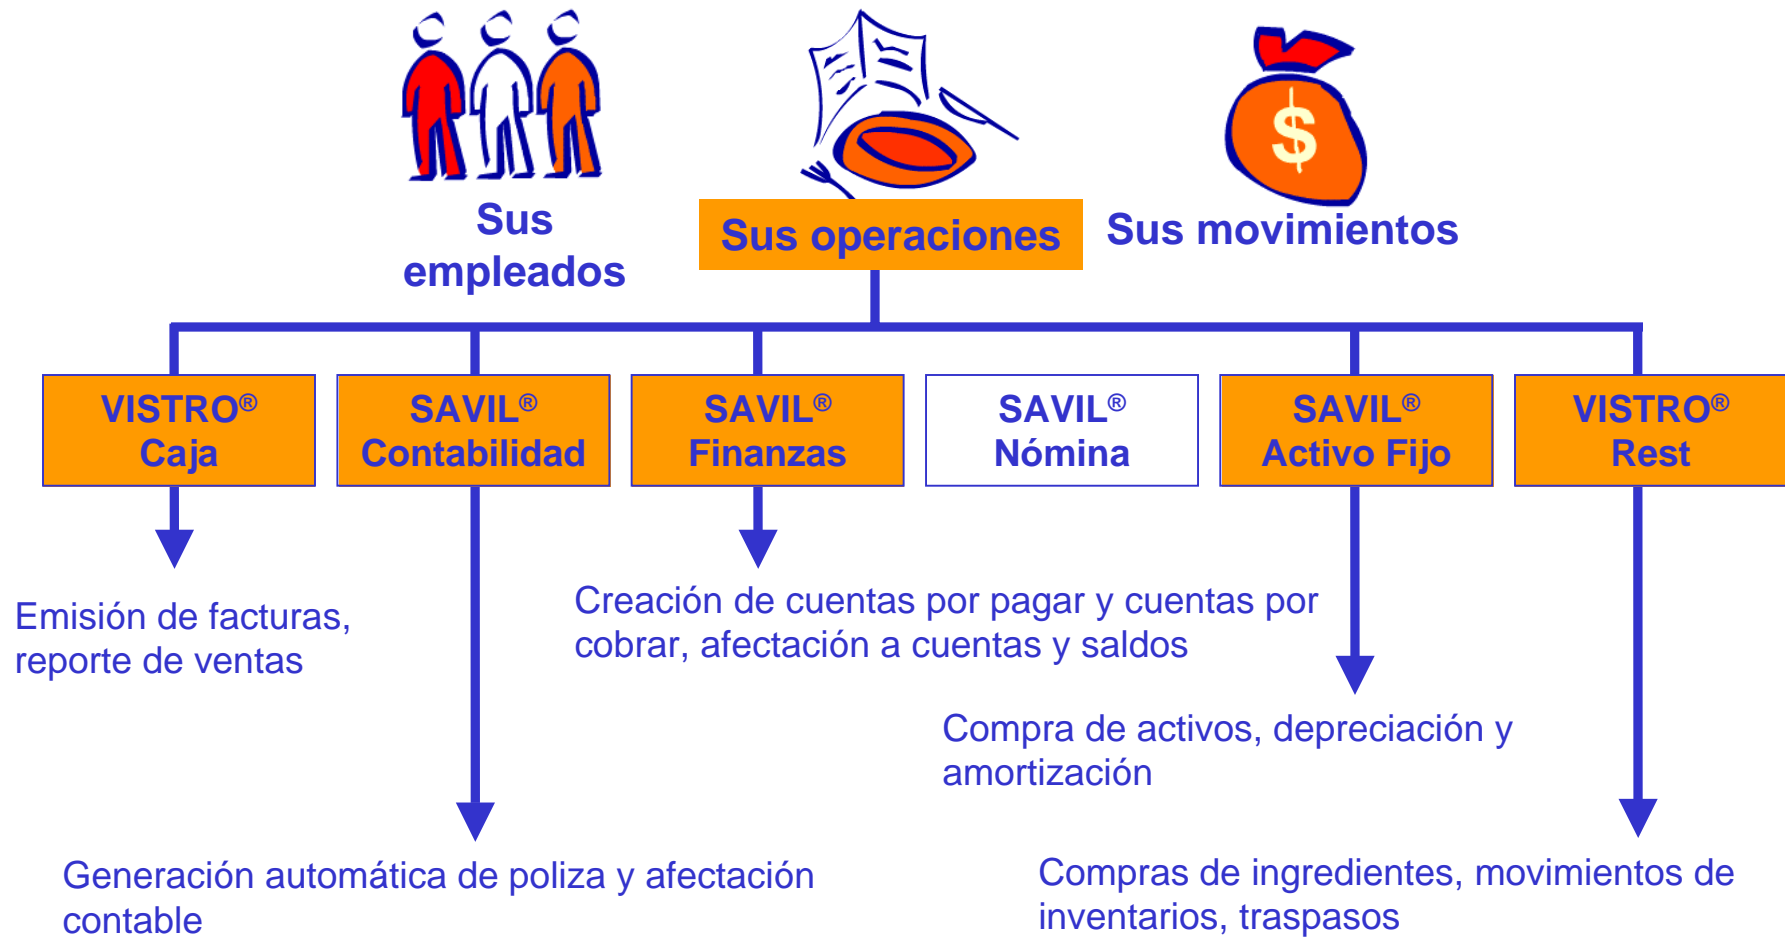 $
Sus
empleados
Sus operaciones
Sus movimientos
VISTRO®
Caja
SAVIL®
Contabilidad
SAVIL®
Finanzas
SAVIL®
Nómina
SAVIL®
Activo Fijo
VISTRO®
Rest
Emisión de facturas,
reporte de ventas
Creación de cuentas por pagar y cuentas por
cobrar, afectación a cuentas y saldos
Compra de activos, depreciación y
amortización
Generación automática de poliza y afectación
contable
Compras de ingredientes, movimientos de
inventarios, traspasos